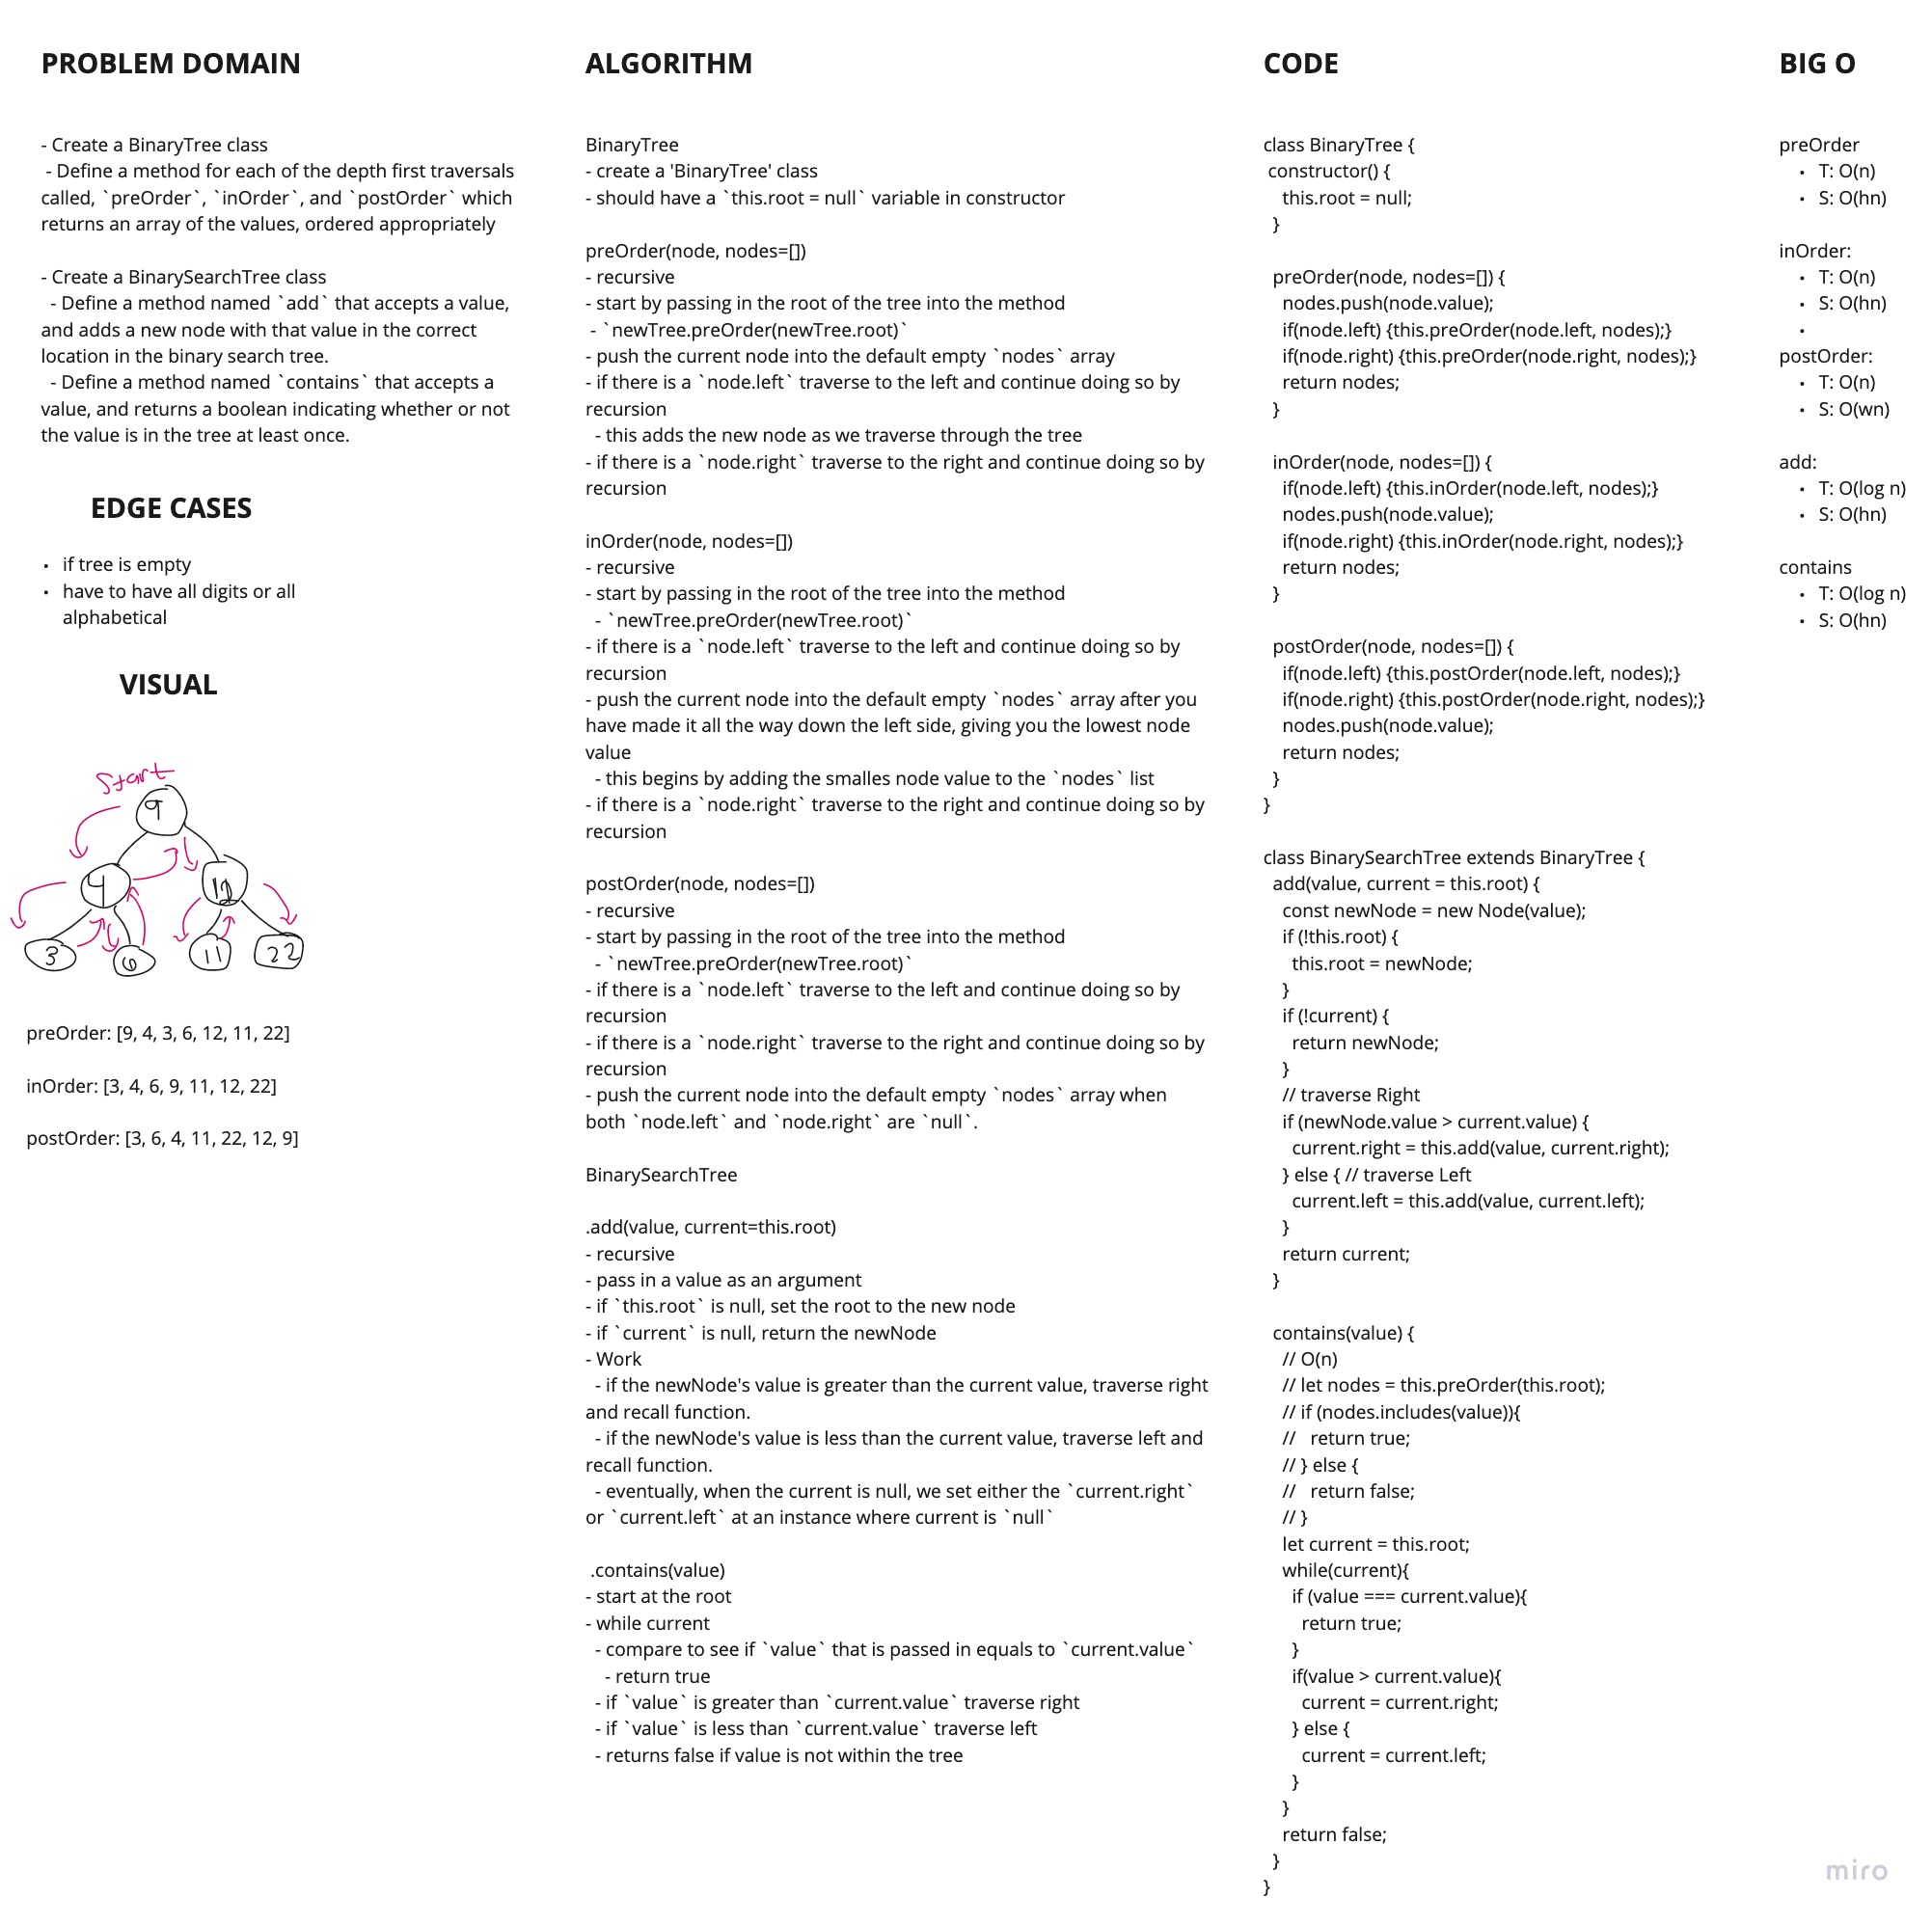 PROBLEM DOMAIN
- Create a BinaryTree class
- Define a method for each of the depth first traversals
called, `preOrder`, `inOrder`, and `postOrder` which
returns an array of the values, ordered appropriately
- Create a BinarySearchTree class
- Define a method named `add` that accepts a value,
and adds a new node with that value in the correct
location in the binary search tree.
- Define a method named `contains` that accepts a
value, and returns a boolean indicating whether or not
the value is in the tree at least once.
EDGE CASES
• if tree is empty
• have to have all digits or all
alphabetical
VISUAL
Start
9
4
12
3
6
11
22
preOrder: [9, 4, 3, 6, 12, 11, 22]
inOrder: [3, 4, 6, 9, 11, 12, 22]
postOrder: [3, 6, 4, 11, 22, 12, 9]
ALGORITHM
BinaryTree
- create a 'BinaryTree' class
- should have a `this.root = null` variable in constructor
preOrder(node, nodes=[])
- recursive
- start by passing in the root of the tree into the method
- `newTree.preOrder(newTree.root)`
- push the current node into the default empty `nodes` array
- if there is a `node.left` traverse to the left and continue doing so by
recursion
- this adds the new node as we traverse through the tree
- if there is a `node.right` traverse to the right and continue doing so by
recursion
inOrder(node, nodes=[])
- recursive
- start by passing in the root of the tree into the method
- `newTree.preOrder(newTree.root)`
- if there is a `node.left` traverse to the left and continue doing so by
recursion
- push the current node into the default empty `nodes` array after you
have made it all the way down the left side, giving you the lowest node
value
- this begins by adding the smalles node value to the `nodes` list
- if there is a `node.right` traverse to the right and continue doing so by
recursion
postOrder(node, nodes=[])
- recursive
- start by passing in the root of the tree into the method
- `newTree.preOrder(newTree.root)`
- if there is a `node.left` traverse to the left and continue doing so by
recursion
- if there is a `node.right` traverse to the right and continue doing so by
recursion
- push the current node into the default empty `nodes` array when
both `node.left` and `node.right` are `null`.
BinarySearchTree
.add(value, current=this.root)
- recursive
- pass in a value as an argument
- if `this.root` is null, set the root to the new node
- if `current` is null, return the newNode
- Work
- if the newNode's value is greater than the current value, traverse right
and recall function.
- if the newNode's value is less than the current value, traverse left and
recall function.
- eventually, when the current is null, we set either the `current.right`
or `current.left` at an instance where current is `null`
.contains(value)
- start at the root
- while current
- compare to see if `value` that is passed in equals to `current.value`
- return true
- if `value` is greater than `current.value` traverse right
- if `value` is less than `current.value` traverse left
- returns false if value is not within the tree
CODE
class BinaryTree {
constructor() {
this.root = null;
}
preOrder(node, nodes=[]) {
nodes.push(node.value);
if(node.left) {this.preOrder(node.left, nodes);}
if(node.right) {this.preOrder(node.right, nodes);}
return nodes;
}
inOrder(node, nodes=[]) {
if(node.left) {this.inOrder(node.left, nodes);}
nodes.push(node.value);
if(node.right) {this.inOrder(node.right, nodes);}
return nodes;
}
postOrder(node, nodes=[]) {
if(node.left) {this.postOrder(node.left, nodes);}
if(node.right) {this.postOrder(node.right, nodes);}
nodes.push(node.value);
return nodes;
}
}
class BinarySearchTree extends BinaryTree {
add(value, current = this.root) {
const newNode = new Node(value);
if (!this.root) {
this.root = newNode;
}
if (!current) {
return newNode;
}
// traverse Right
if (newNode.value > current.value) {
current.right = this.add(value, current.right);
} else { // traverse Left
current.left = this.add(value, current.left);
}
return current;
}
contains(value) {
// O(n)
// let nodes = this.preOrder(this.root);
// if (nodes.includes(value)){
// return true;
// } else {
// return false;
// }
let current = this.root;
while(current){
if (value === current.value){
return true;
}
if(value > current.value){
current = current.right;
} else {
current = current.left;
}
}
return false;
}
}
BIG O
preOrder
• T: O(n)
• S: O(hn)
inOrder:
• T: O(n)
• S: O(hn)
•
postOrder:
• T: O(n)
• S: O(wn)
add:
• T: O(log n)
• S: O(hn)
contains
• T: O(log n)
• S: O(hn)
miro